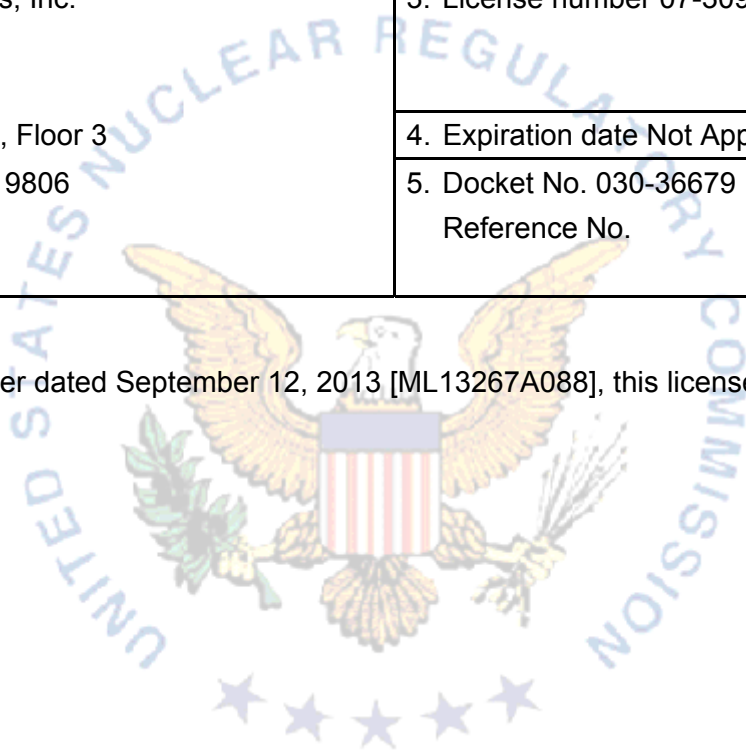 s, Inc.
3. License number 07-309
, Floor 3
4. Expiration date Not App
9806
5. Docket No. 030-36679
Reference No.
er dated September 12, 2013 [ML13267A088], this license
UNITED STATES NUCLEAR REGULATORY COMMISSION